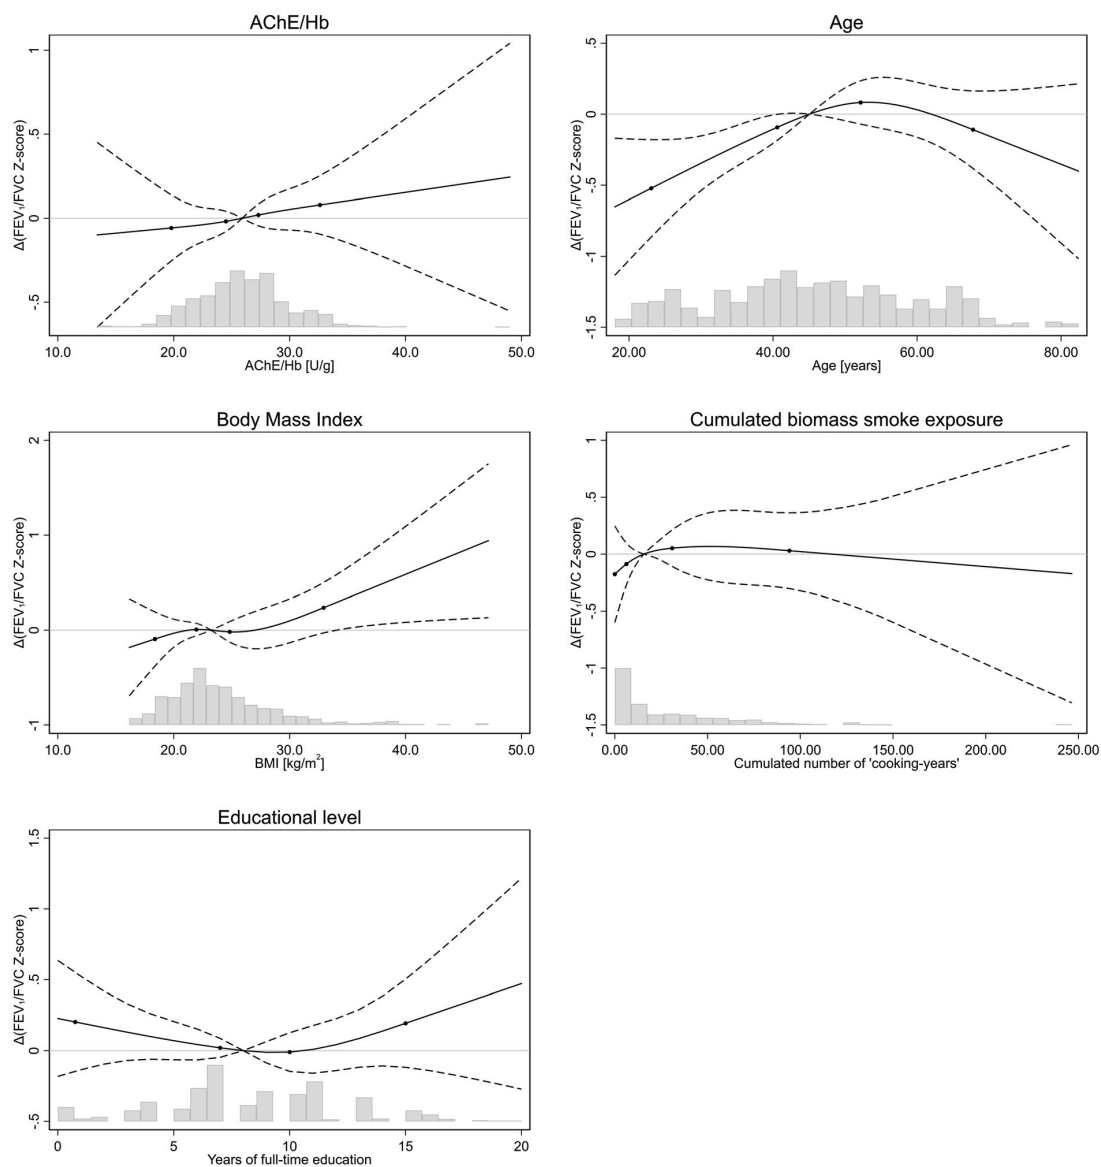 AChE/Hb
Δ(FEV₁/FVC Z-score)
1
.5
0
-.5
10.0 20.0 30.0 40.0 50.0
AChE/Hb [U/g]
Age
Δ(FEV₁/FVC Z-score)
.5
0
-.5
-1
-1.5
20.00 40.00 60.00 80.00
Age [years]
Body Mass Index
Δ(FEV₁/FVC Z-score)
2
1
0
-1
10.0 20.0 30.0 40.0 50.0
BMI [kg/m²]
Cumulated biomass smoke exposure
Δ(FEV₁/FVC Z-score)
1
.5
0
-.5
-1
-1.5
0.00 50.00 100.00 150.00 200.00 250.00
Cumulated number of 'cooking-years'
Educational level
Δ(FEV₁/FVC Z-score)
1.5
1
.5
0
-.5
0 5 10 15 20
Years of full-time education